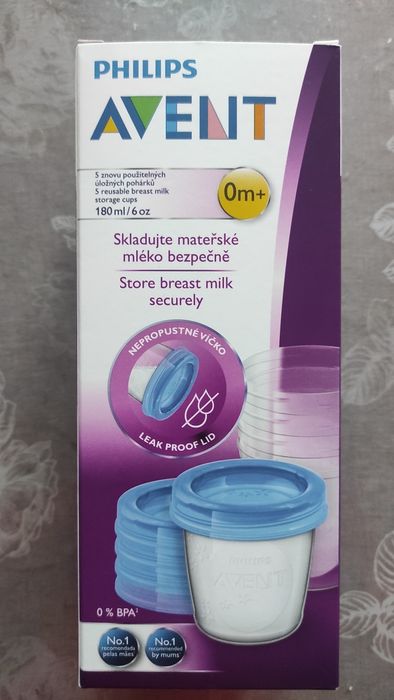 PHILIPS
AVENT
5 znovu použitelných
úložných pohárků
5 reusable breast milk
storage cups
180 ml/6 oz
0m+
Skladujte mateřské
mléko bezpečně
Store breast milk
securely
NEPROPUSTNÉ VÍČKO
LEAK PROOF LID
PHILIPS
AVENT
0 % BPA²
No.1
recomendada
pelas mães
No.1
recommended
by mums